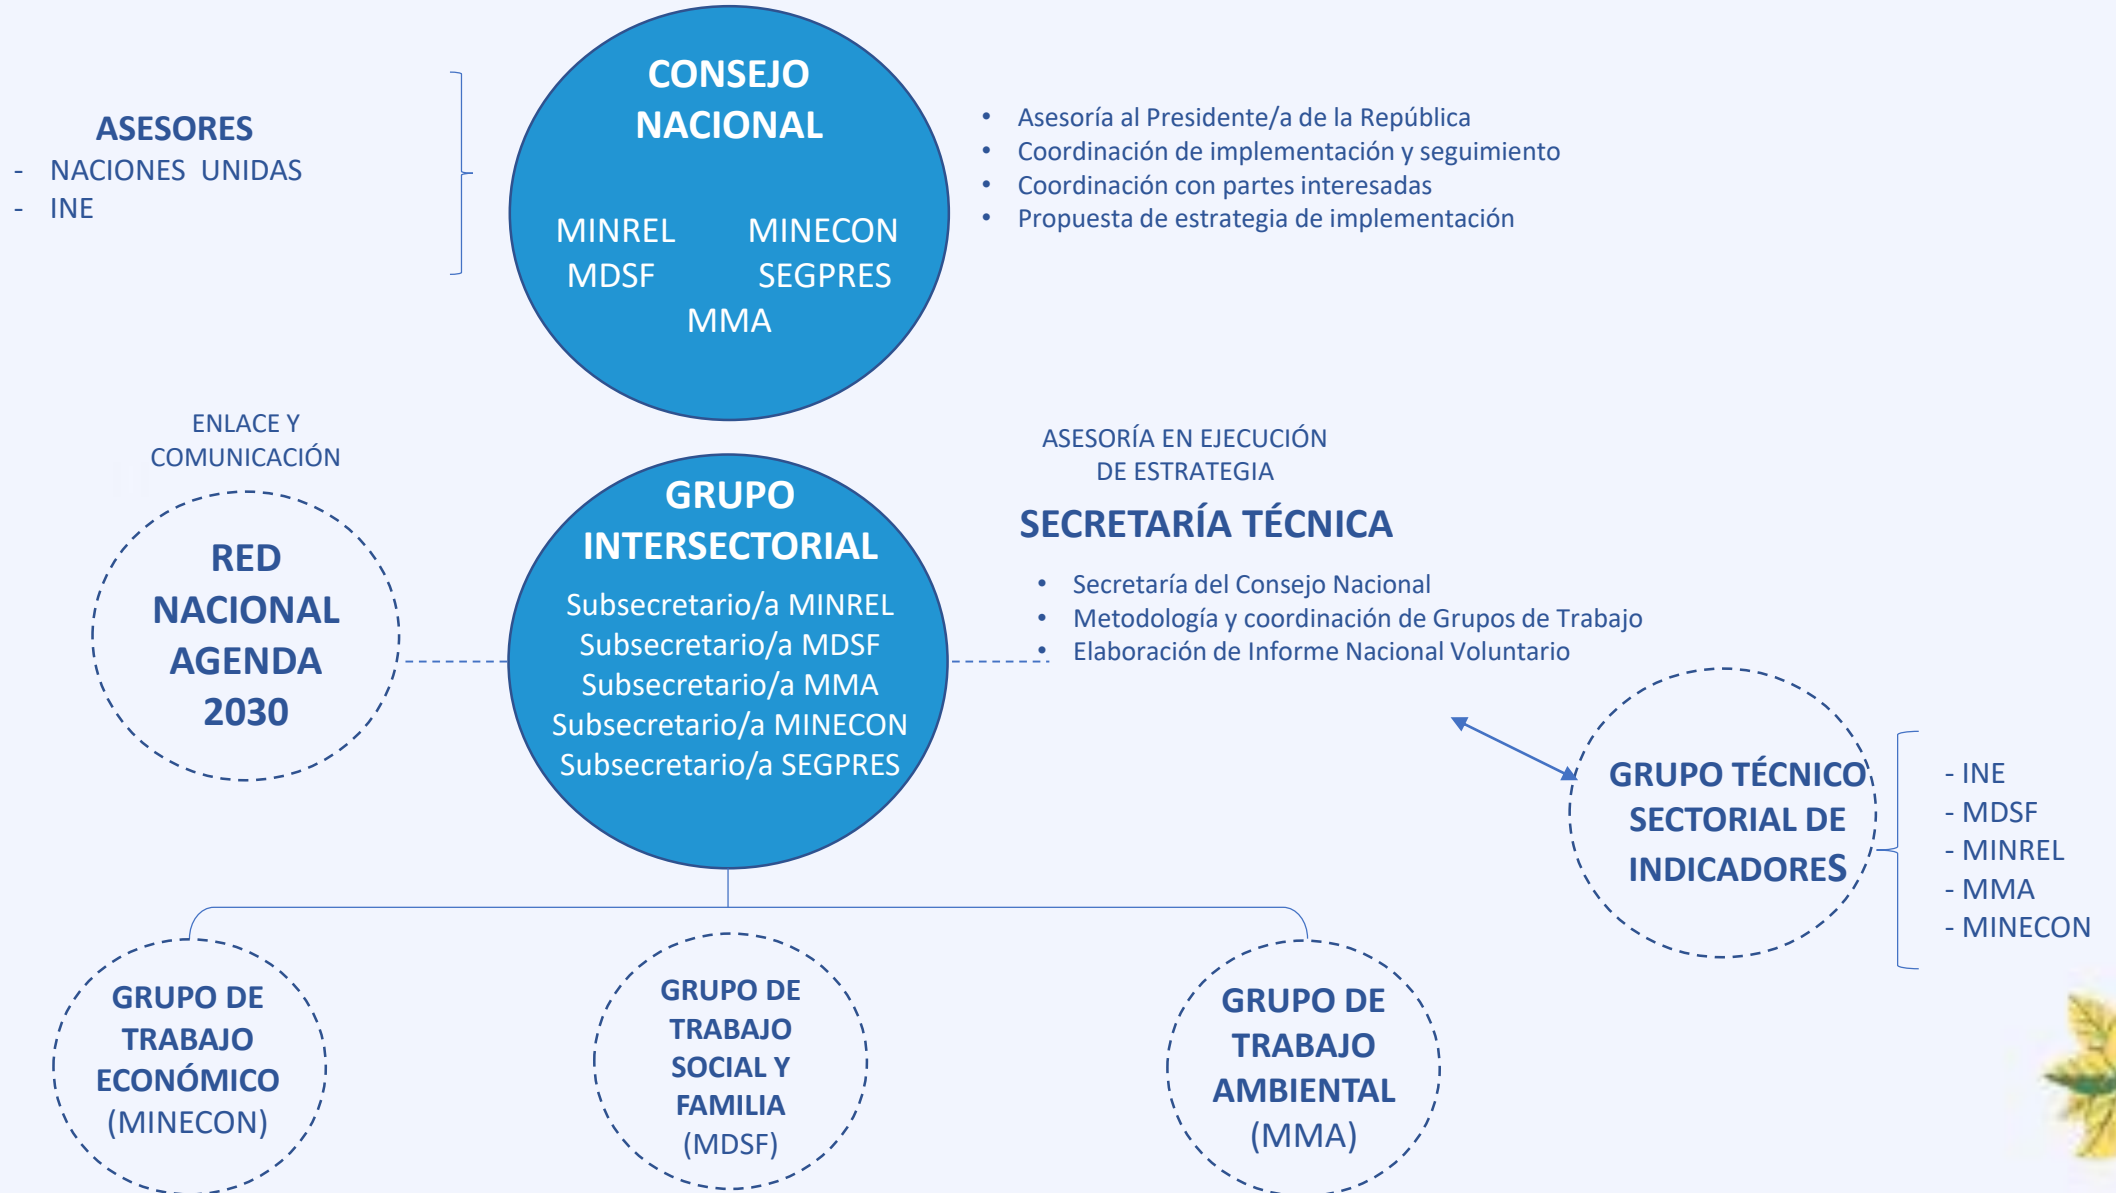 CONSEJO
NACIONAL
MINREL MINECON
MDSF SEGPRES
MMA
ASESORES
- NACIONES UNIDAS
- INE
• Asesoría al Presidente/a de la República
• Coordinación de implementación y seguimiento
• Coordinación con partes interesadas
• Propuesta de estrategia de implementación
ENLACE Y
COMUNICACIÓN
RED
NACIONAL
AGENDA
2030
GRUPO
INTERSECTORIAL
Subsecretario/a MINREL
Subsecretario/a MDSF
Subsecretario/a MMA
Subsecretario/a MINECON
Subsecretario/a SEGPRES
ASESORÍA EN EJECUCIÓN
DE ESTRATEGIA
SECRETARÍA TÉCNICA
• Secretaría del Consejo Nacional
• Metodología y coordinación de Grupos de Trabajo
• Elaboración de Informe Nacional Voluntario
GRUPO TÉCNICO
SECTORIAL DE
INDICADORES
- INE
- MDSF
- MINREL
- MMA
- MINECON
GRUPO DE
TRABAJO
ECONÓMICO
(MINECON)
GRUPO DE
TRABAJO
SOCIAL Y
FAMILIA
(MDSF)
GRUPO DE
TRABAJO
AMBIENTAL
(MMA)